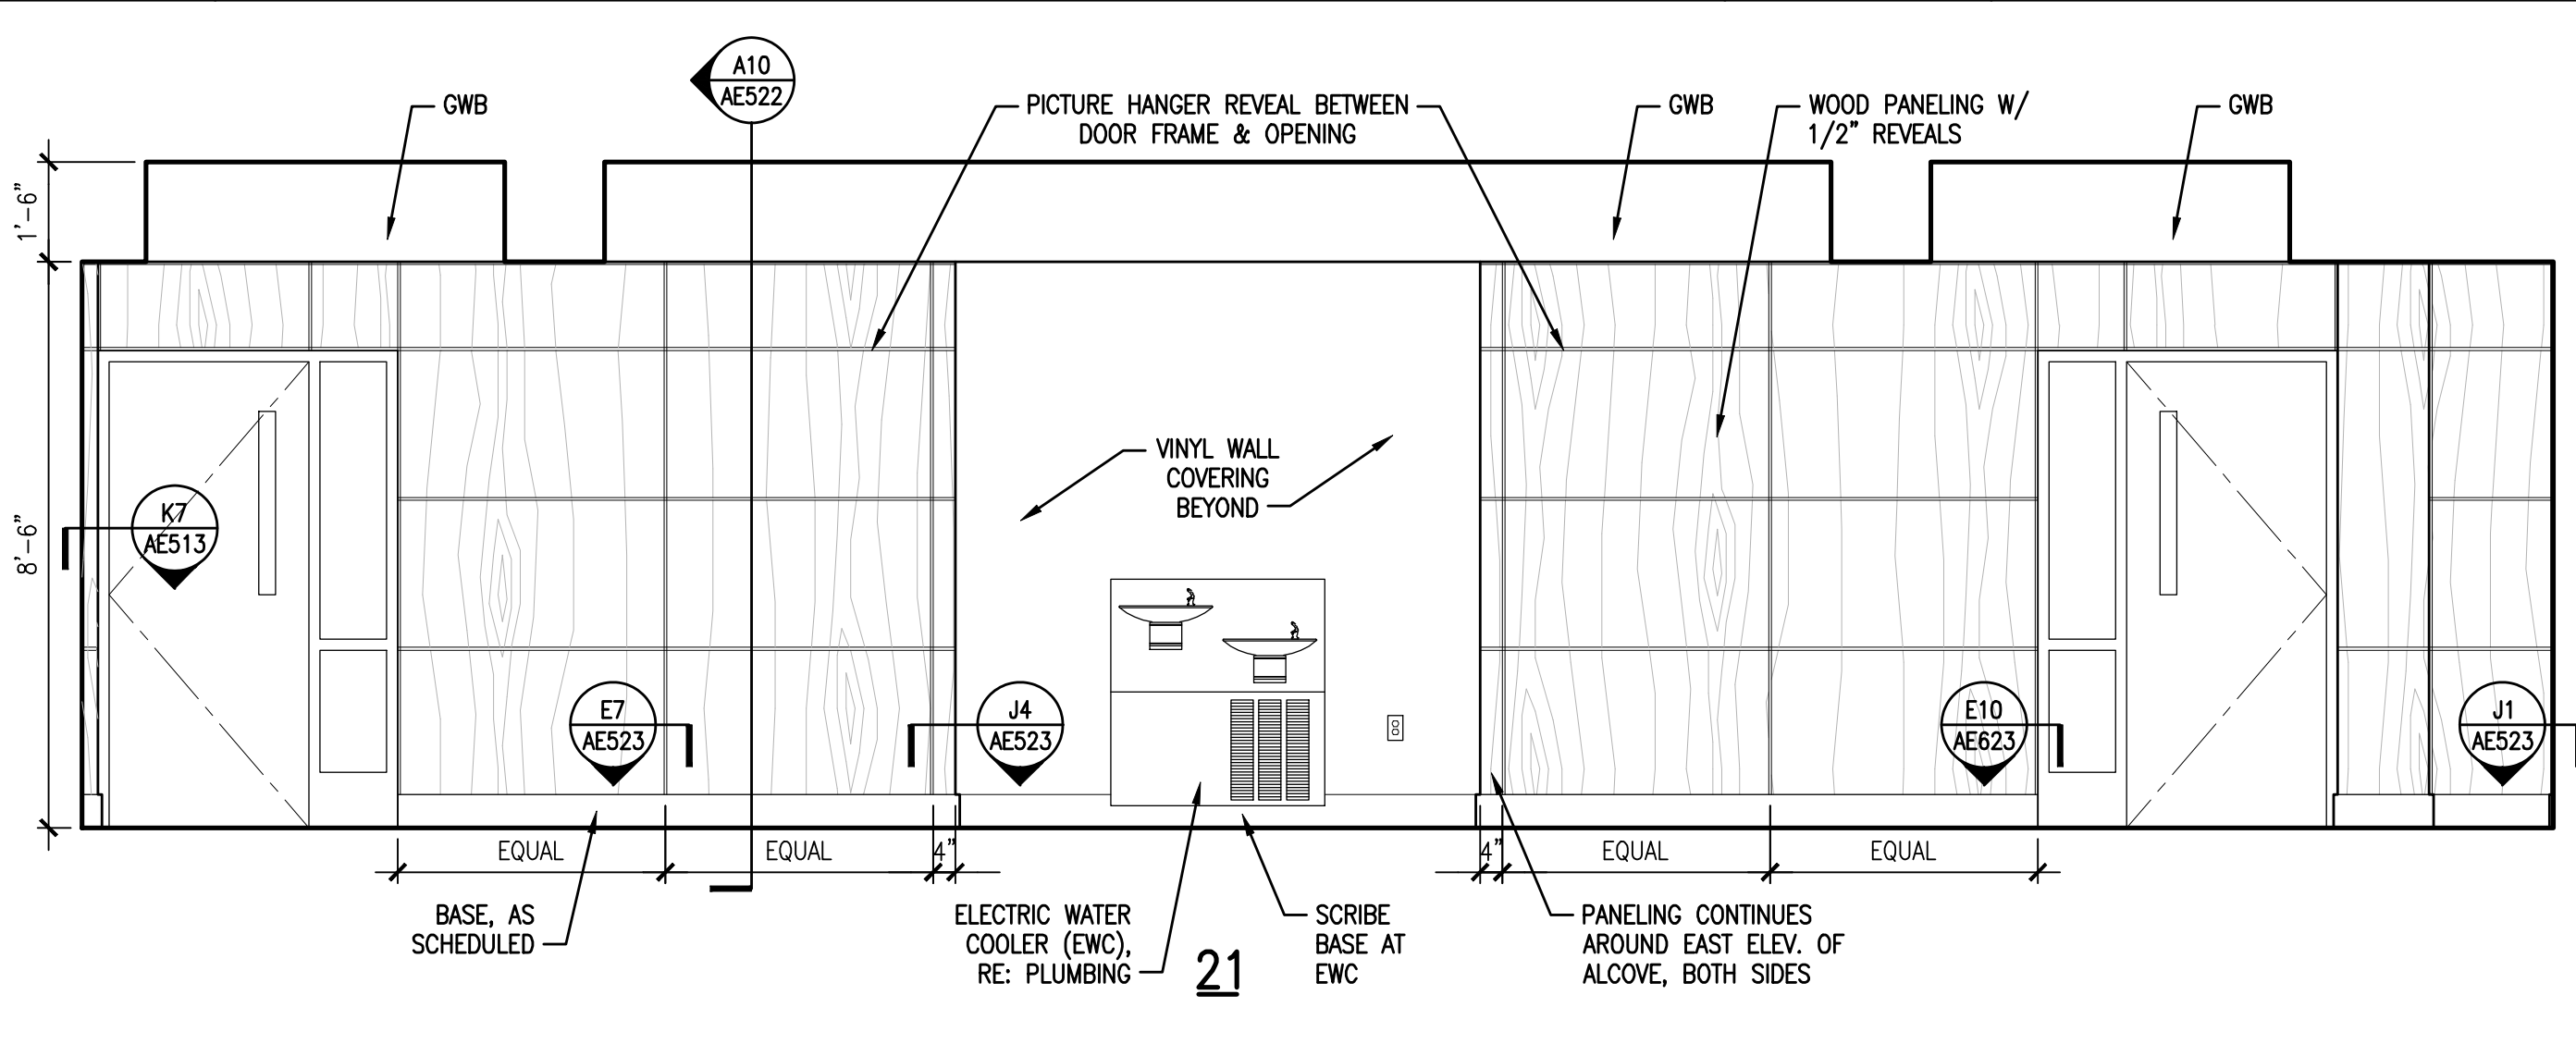 A10
AE522
GWB
PICTURE HANGER REVEAL BETWEEN
DOOR FRAME & OPENING
GWB
WOOD PANELING W/
1/2" REVEALS
GWB
1'-6"
8'-6"
VINYL WALL
COVERING
BEYOND
K7
AE513
E7
AE523
J4
AE523
E10
AE623
J1
AE523
EQUAL
EQUAL
4"
4"
EQUAL
EQUAL
BASE, AS
SCHEDULED
ELECTRIC WATER
COOLER (EWC),
RE: PLUMBING
21
SCRIBE
BASE AT
EWC
PANELING CONTINUES
AROUND EAST ELEV. OF
ALCOVE, BOTH SIDES